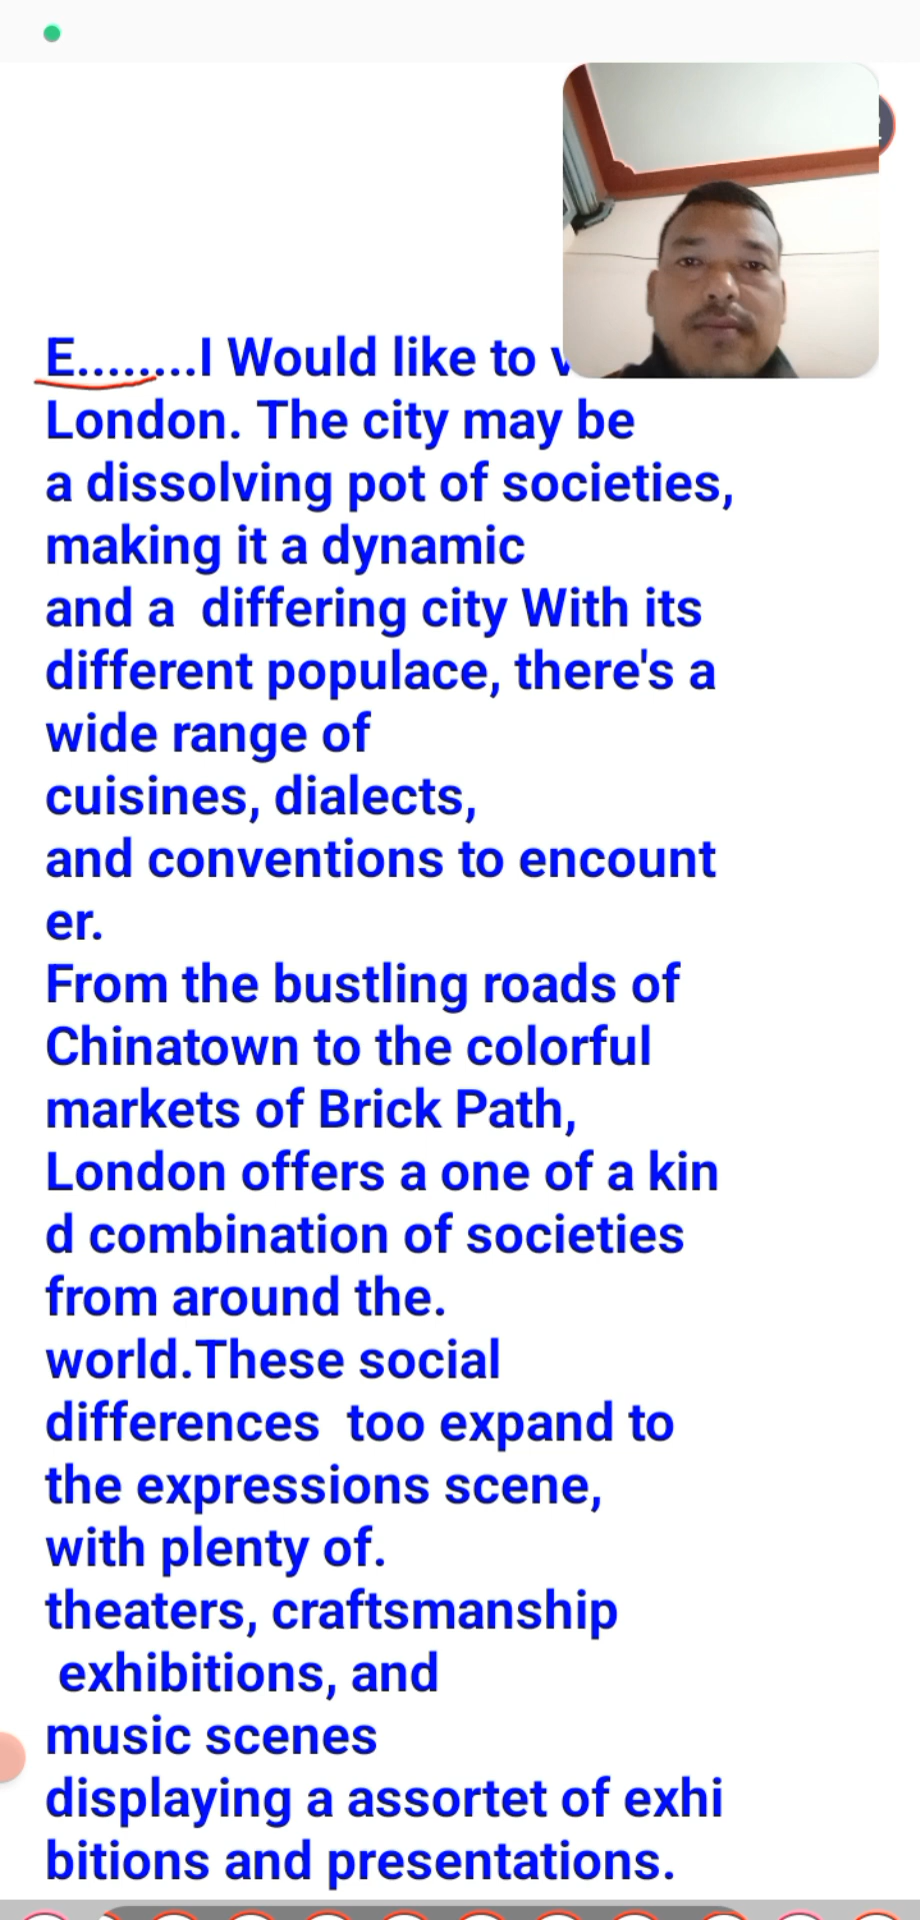 E........I Would like to
London. The city may be
a dissolving pot of societies,
making it a dynamic
and a  differing city With its
different populace, there's a
wide range of
cuisines, dialects,
and conventions to encount
er.
From the bustling roads of
Chinatown to the colorful
markets of Brick Path,
London offers a one of a kin
d combination of societies
from around the.
world.These social
differences  too expand to
the expressions scene,
with plenty of.
theaters, craftsmanship
 exhibitions, and
music scenes
displaying a assortet of exhi
bitions and presentations.